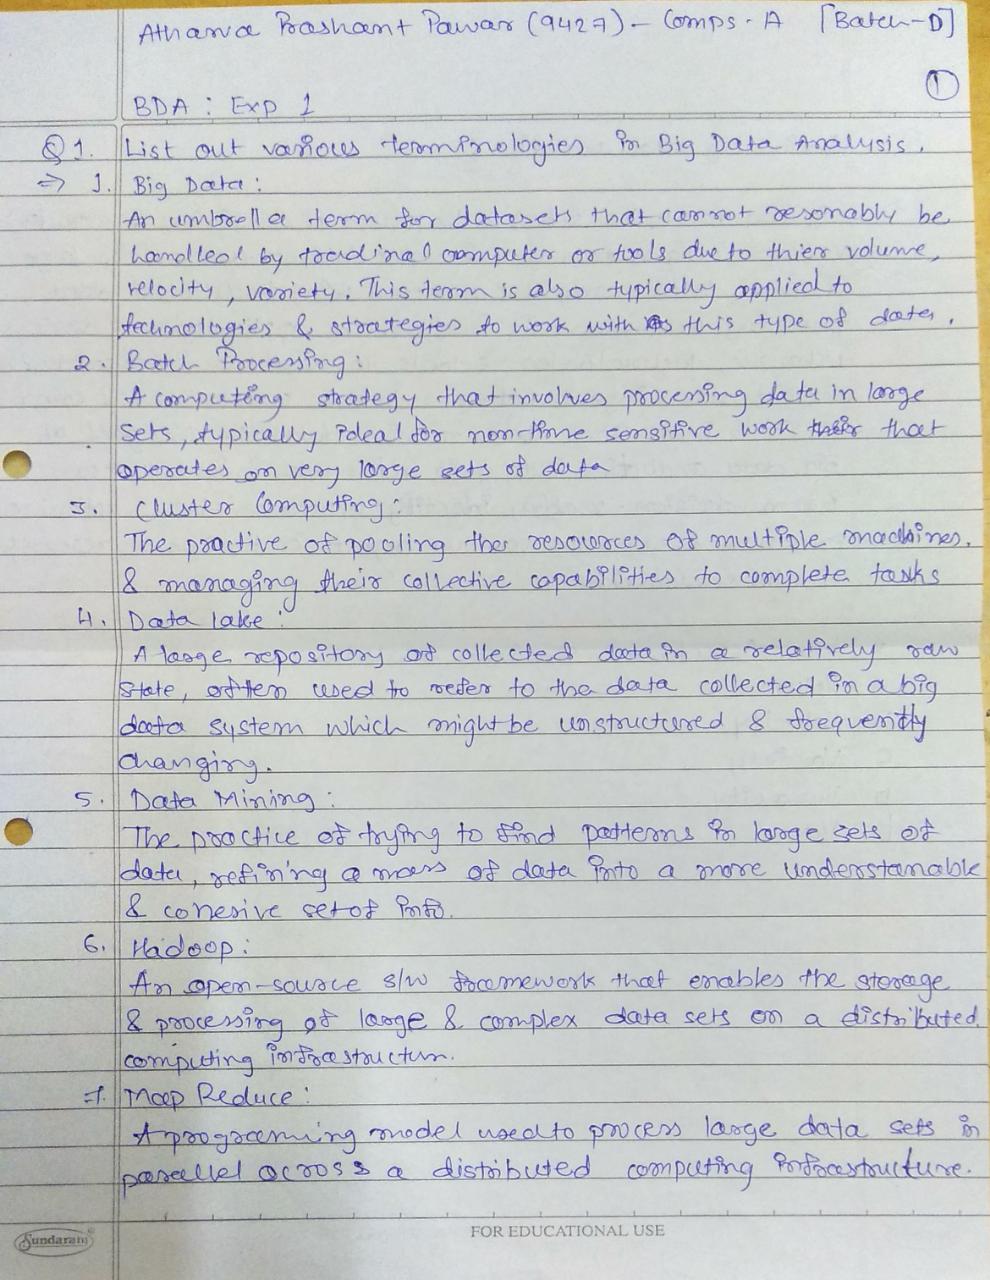 Atharva Prashant Pawar (9427) - Comps - A [Batch-D]
1
BDA : Exp 1
Q1. List out various terminologies in Big Data Analysis.
=> 1. Big Data :
An umbrella term for datasets that cannot resonably be
handled by tradinal computer or tools due to thier volume,
velocity, variety. This term is also typically applied to
technologies & strategies to work with this type of data.
2. Batch Processing :
A computing strategy that involves processing data in large
sets, typically ideal for non-time sensitive work that
operates on very large sets of data
3. Cluster Computing :
The practive of pooling the resources of multiple machines.
& managing their collective capabilities to complete tasks
4. Data lake :
A large repository of collected data in a relatively raw
state, often used to refer to the data collected in a big
data system which might be unstructured & frequently
changing.
5. Data Mining :
The practice of trying to find patterns in large sets of
data, refining a mass of data into a more understanable
& cohesive set of info.
6. Hadoop :
An open-source s/w framework that enables the storage
& processing of large & complex data sets on a distributed
computing infrastructur.
7. Map Reduce :
A programming model used to process large data sets in
parallel across a distributed computing infrastructure.
Sundaram FOR EDUCATIONAL USE